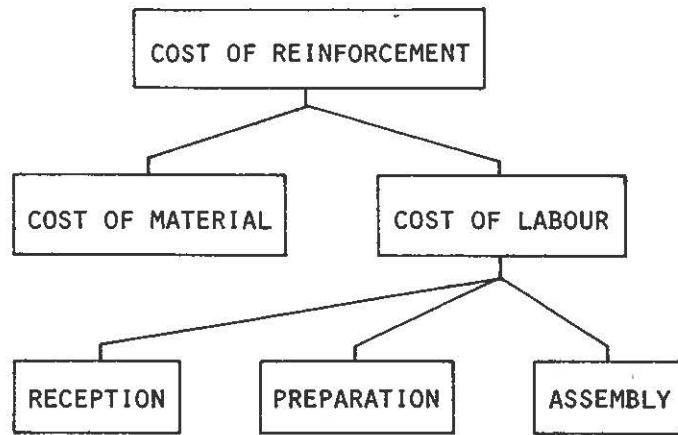 COST OF REINFORCEMENT
COST OF MATERIAL
COST OF LABOUR
RECEPTION
PREPARATION
ASSEMBLY